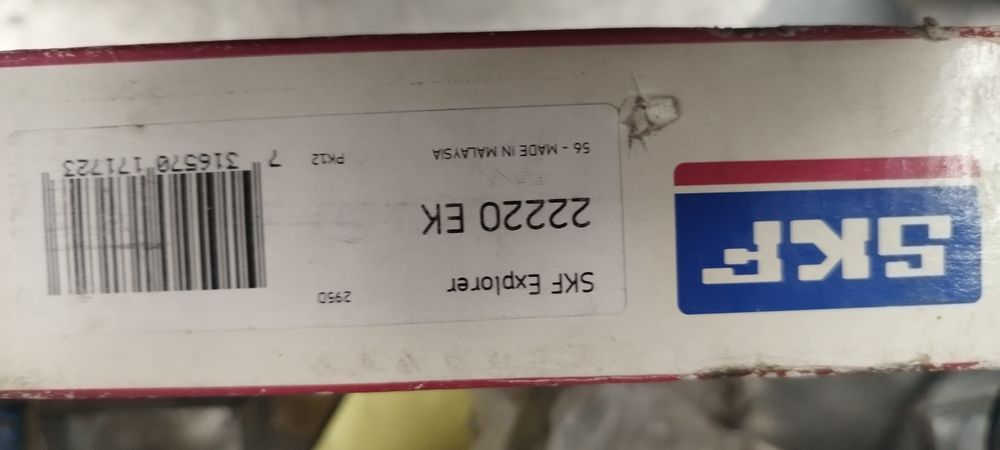 SKF
SKF Explorer
295D
22220 EK
56 - MADE IN MALAYSIA
PK12
7 316570 171723